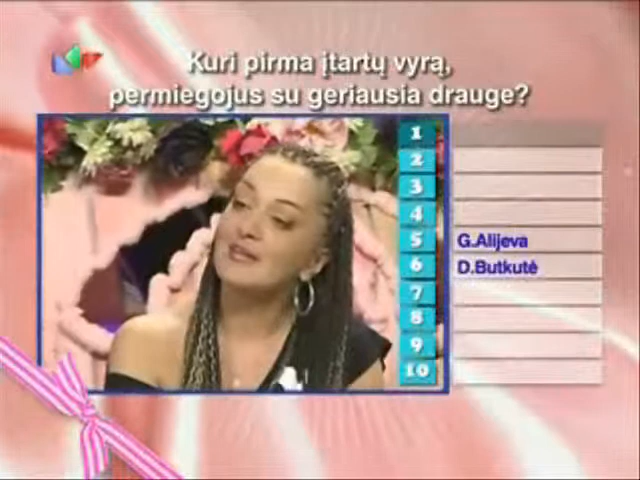 Kuri pirma įtartų vyrą,
permiegojus su geriausia drauge?
1
2
3
4
5 G.Alijeva
6 D.Butkutė
7
8
9
10